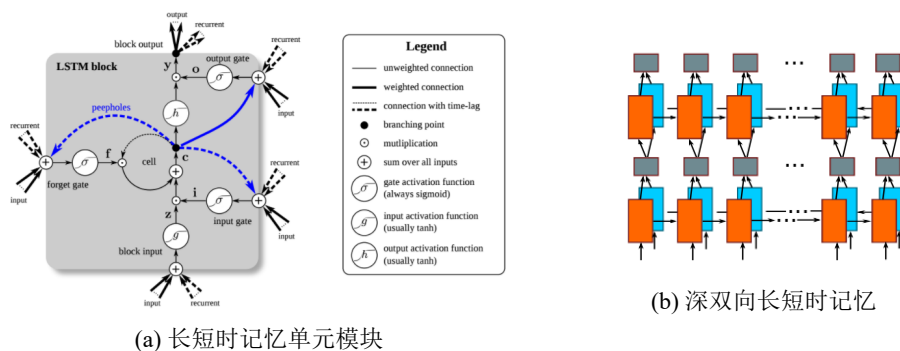 output
recurrent
block output
output gate
recurrent
LSTM block
y
o
σ
input
h
peepholes
recurrent
c
recurrent
f
σ
cell
forget gate
i
σ
z
input gate
input
input
g
block input
input
recurrent
Legend
unweighted connection
weighted connection
connection with time-lag
branching point
mutliplication
sum over all inputs
σ
gate activation function
(always sigmoid)
g
input activation function
(usually tanh)
h
output activation function
(usually tanh)
(a) 长短时记忆单元模块
(b) 深双向长短时记忆